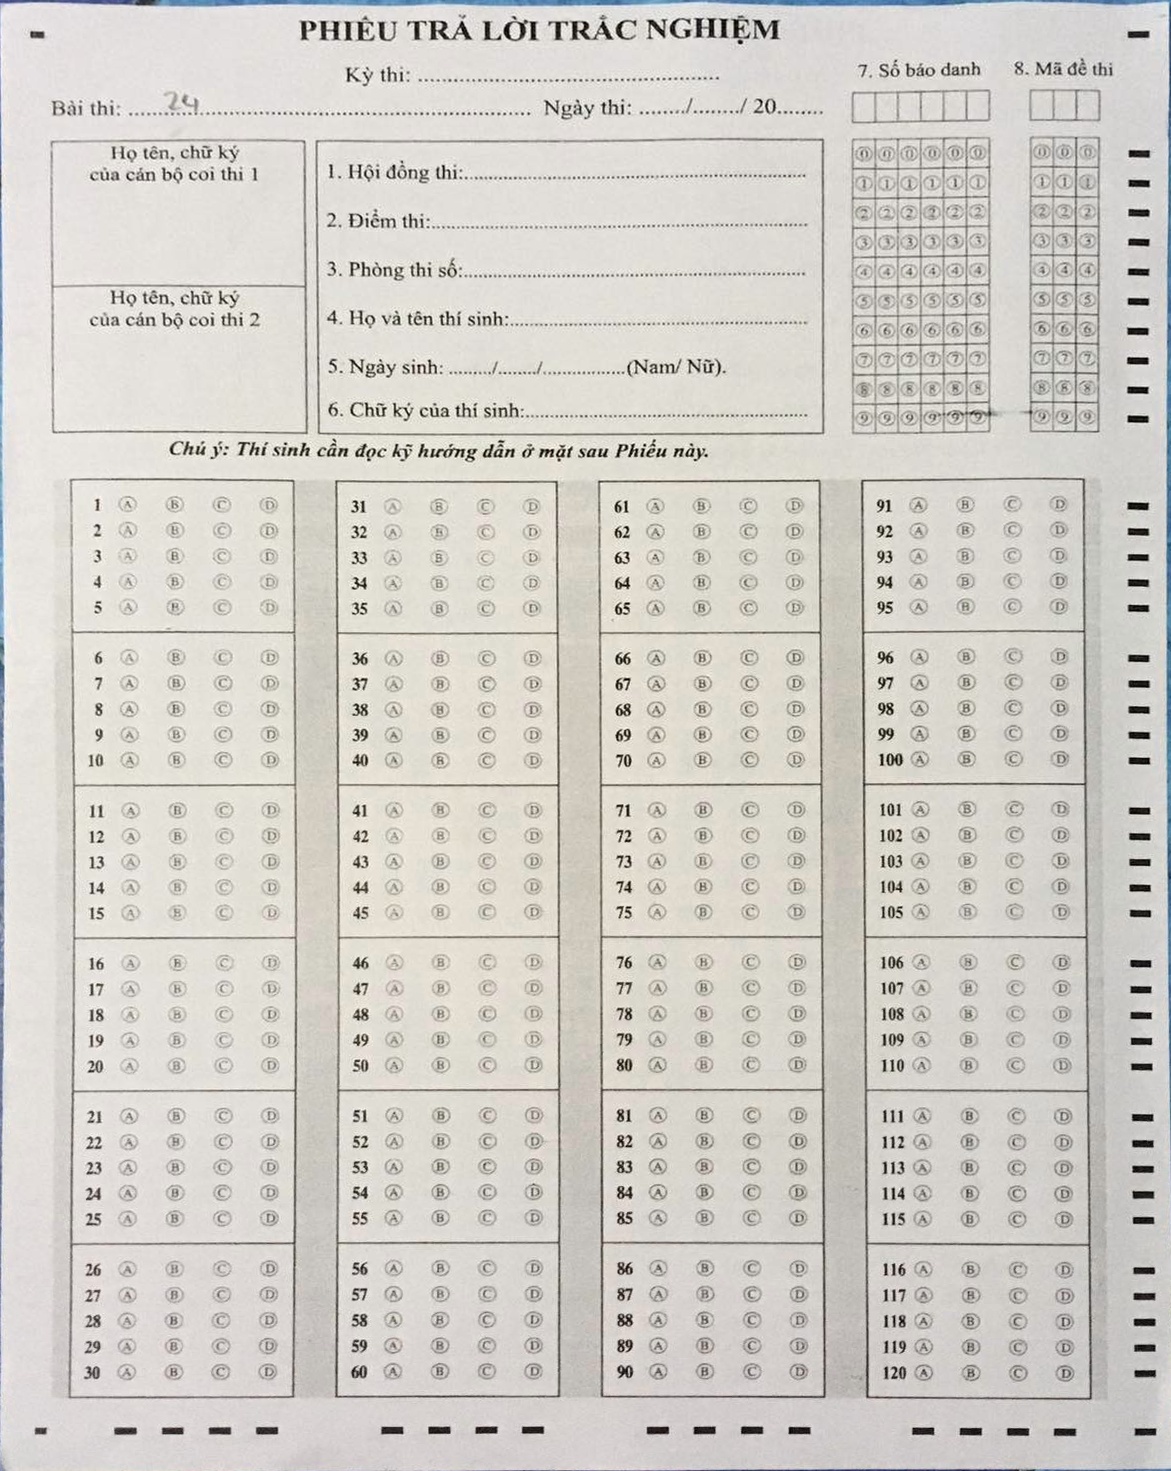 PHIẾU TRẢ LỜI TRẮC NGHIỆM
Kỳ thi: ........................................
Bài thi: ....24........................................ Ngày thi: ......../......../ 20........
7. Số báo danh
8. Mã đề thi
Họ tên, chữ ký
của cán bộ coi thi 1
Họ tên, chữ ký
của cán bộ coi thi 2
1. Hội đồng thi:........................................
2. Điểm thi:........................................
3. Phòng thi số:........................................
4. Họ và tên thí sinh:........................................
5. Ngày sinh: ......../......../................(Nam/ Nữ).
6. Chữ ký của thí sinh:........................................
0 0 0 0 0 0 0 0 0
1 1 1 1 1 1 1 1 1
2 2 2 2 2 2 2 2 2
3 3 3 3 3 3 3 3 3
4 4 4 4 4 4 4 4 4
5 5 5 5 5 5 5 5 5
6 6 6 6 6 6 6 6 6
7 7 7 7 7 7 7 7 7
8 8 8 8 8 8 8 8 8
9 9 9 9 9 9 9 9 9
Chú ý: Thí sinh cần đọc kỹ hướng dẫn ở mặt sau Phiếu này.
1 A B C D 31 A B C D 61 A B C D 91 A B C D
2 A B C D 32 A B C D 62 A B C D 92 A B C D
3 A B C D 33 A B C D 63 A B C D 93 A B C D
4 A B C D 34 A B C D 64 A B C D 94 A B C D
5 A B C D 35 A B C D 65 A B C D 95 A B C D
6 A B C D 36 A B C D 66 A B C D 96 A B C D
7 A B C D 37 A B C D 67 A B C D 97 A B C D
8 A B C D 38 A B C D 68 A B C D 98 A B C D
9 A B C D 39 A B C D 69 A B C D 99 A B C D
10 A B C D 40 A B C D 70 A B C D 100 A B C D
11 A B C D 41 A B C D 71 A B C D 101 A B C D
12 A B C D 42 A B C D 72 A B C D 102 A B C D
13 A B C D 43 A B C D 73 A B C D 103 A B C D
14 A B C D 44 A B C D 74 A B C D 104 A B C D
15 A B C D 45 A B C D 75 A B C D 105 A B C D
16 A B C D 46 A B C D 76 A B C D 106 A B C D
17 A B C D 47 A B C D 77 A B C D 107 A B C D
18 A B C D 48 A B C D 78 A B C D 108 A B C D
19 A B C D 49 A B C D 79 A B C D 109 A B C D
20 A B C D 50 A B C D 80 A B C D 110 A B C D
21 A B C D 51 A B C D 81 A B C D 111 A B C D
22 A B C D 52 A B C D 82 A B C D 112 A B C D
23 A B C D 53 A B C D 83 A B C D 113 A B C D
24 A B C D 54 A B C D 84 A B C D 114 A B C D
25 A B C D 55 A B C D 85 A B C D 115 A B C D
26 A B C D 56 A B C D 86 A B C D 116 A B C D
27 A B C D 57 A B C D 87 A B C D 117 A B C D
28 A B C D 58 A B C D 88 A B C D 118 A B C D
29 A B C D 59 A B C D 89 A B C D 119 A B C D
30 A B C D 60 A B C D 90 A B C D 120 A B C D